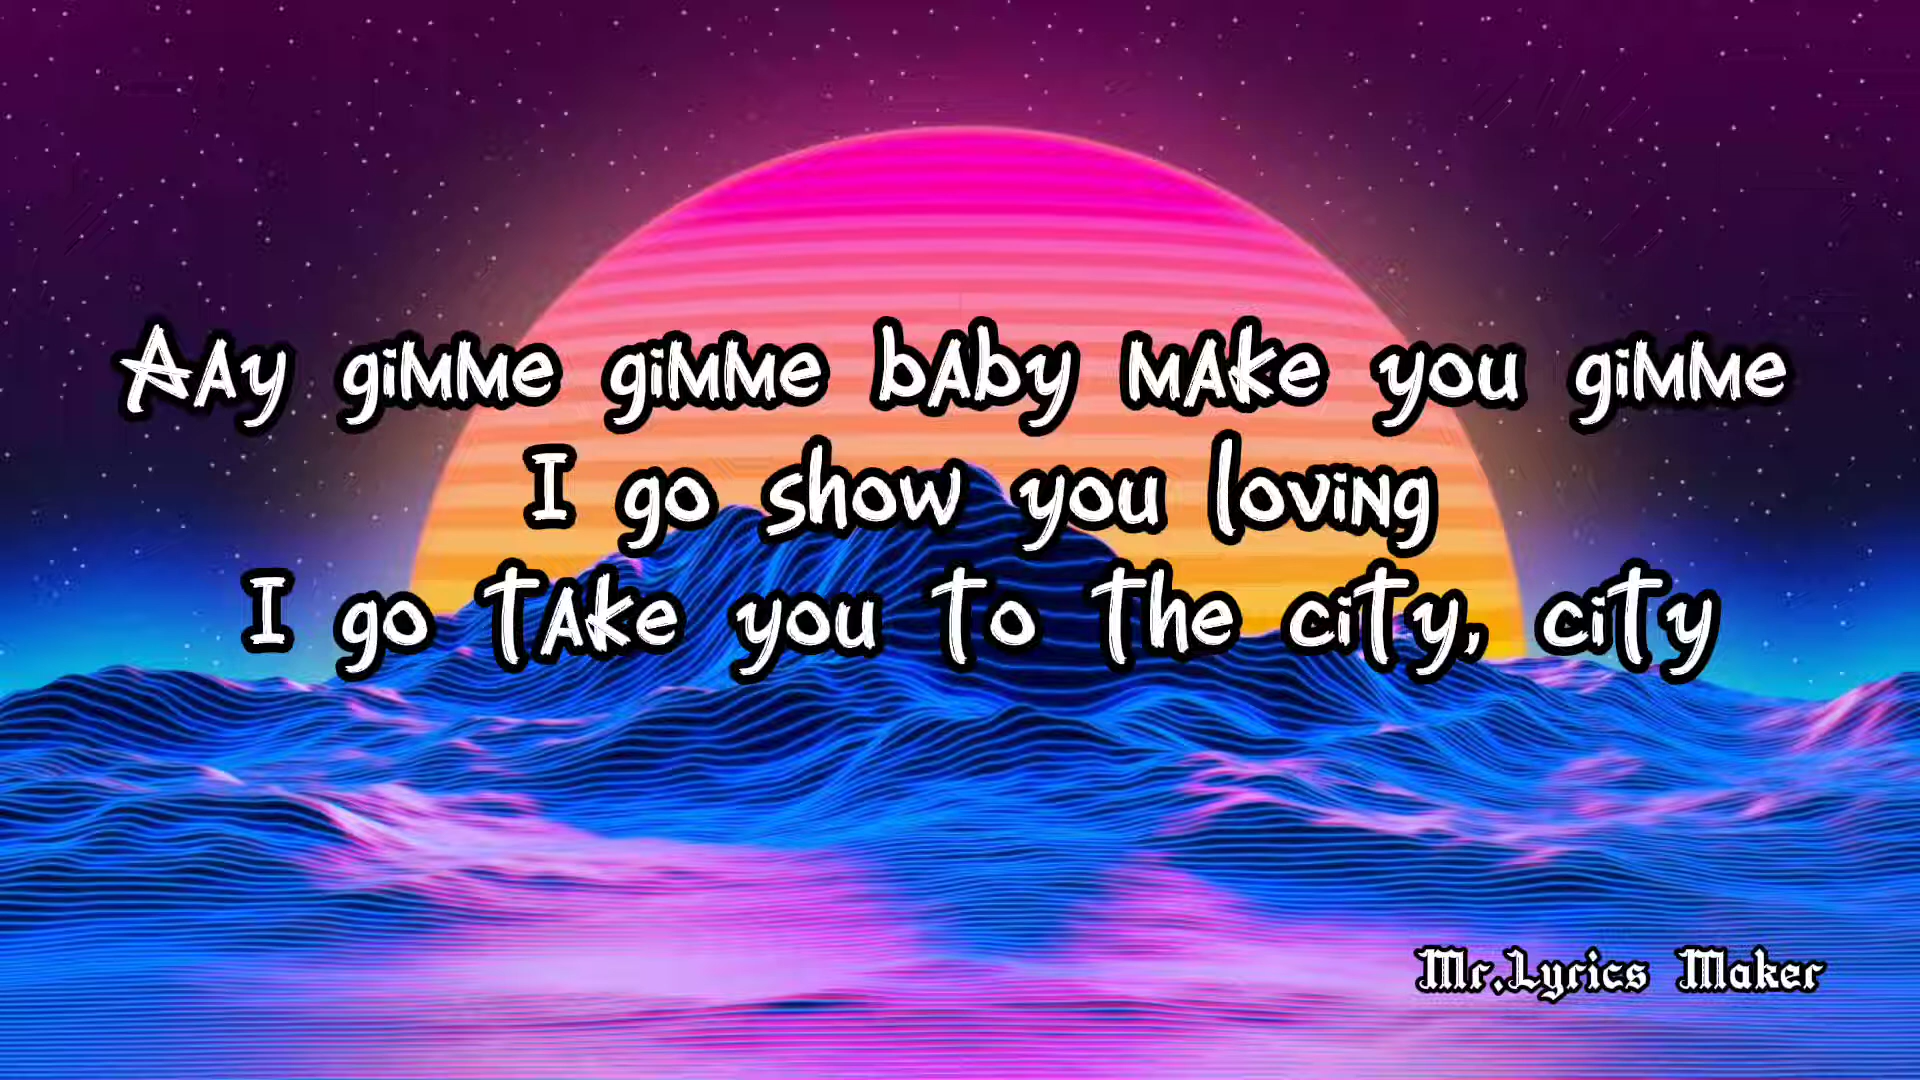 Aay gimme gimme baby make you gimme
I go show you loving
I go take you to the city, city
Mr.Lyrics Maker